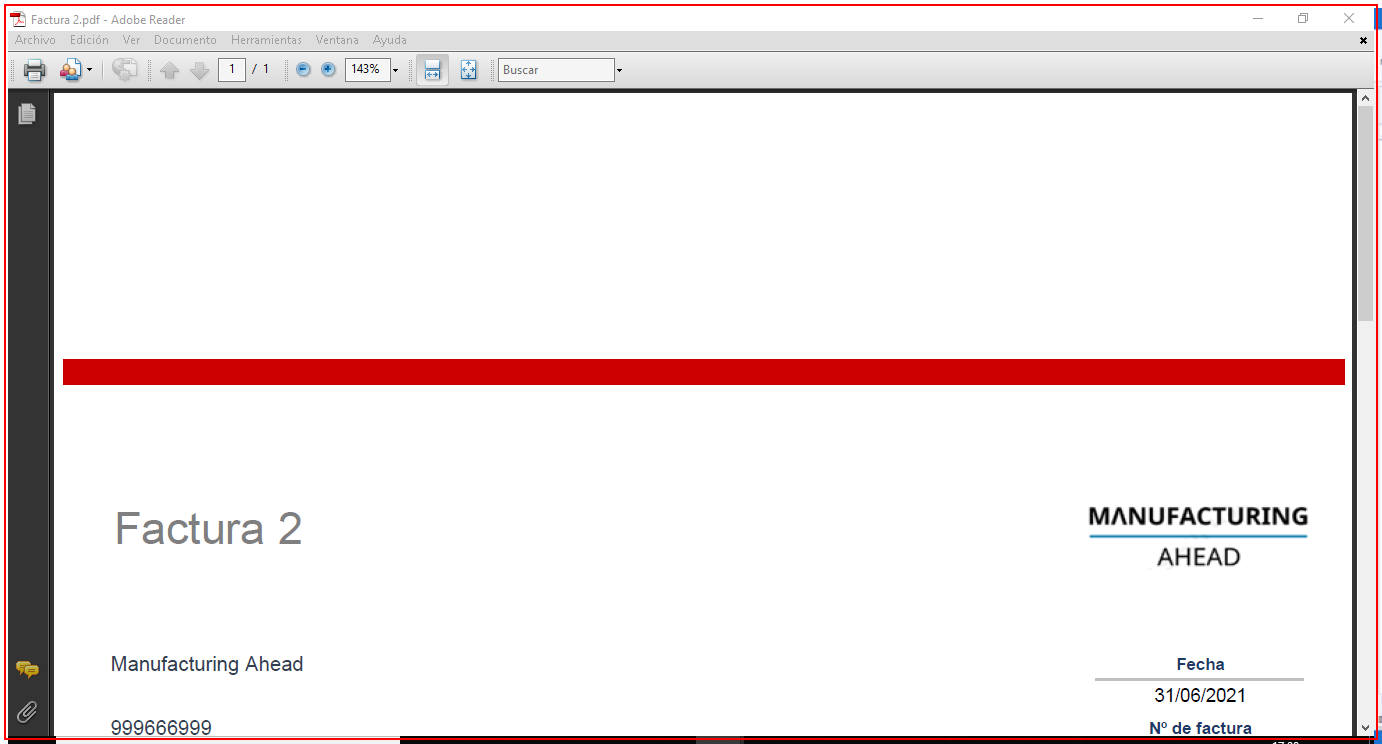 Factura 2.pdf - Adobe Reader
Archivo Edición Ver Documento Herramientas Ventana Ayuda
1 / 1 143% Buscar
Factura 2
MANUFACTURING
AHEAD
Manufacturing Ahead
Fecha
31/06/2021
999666999
Nº de factura